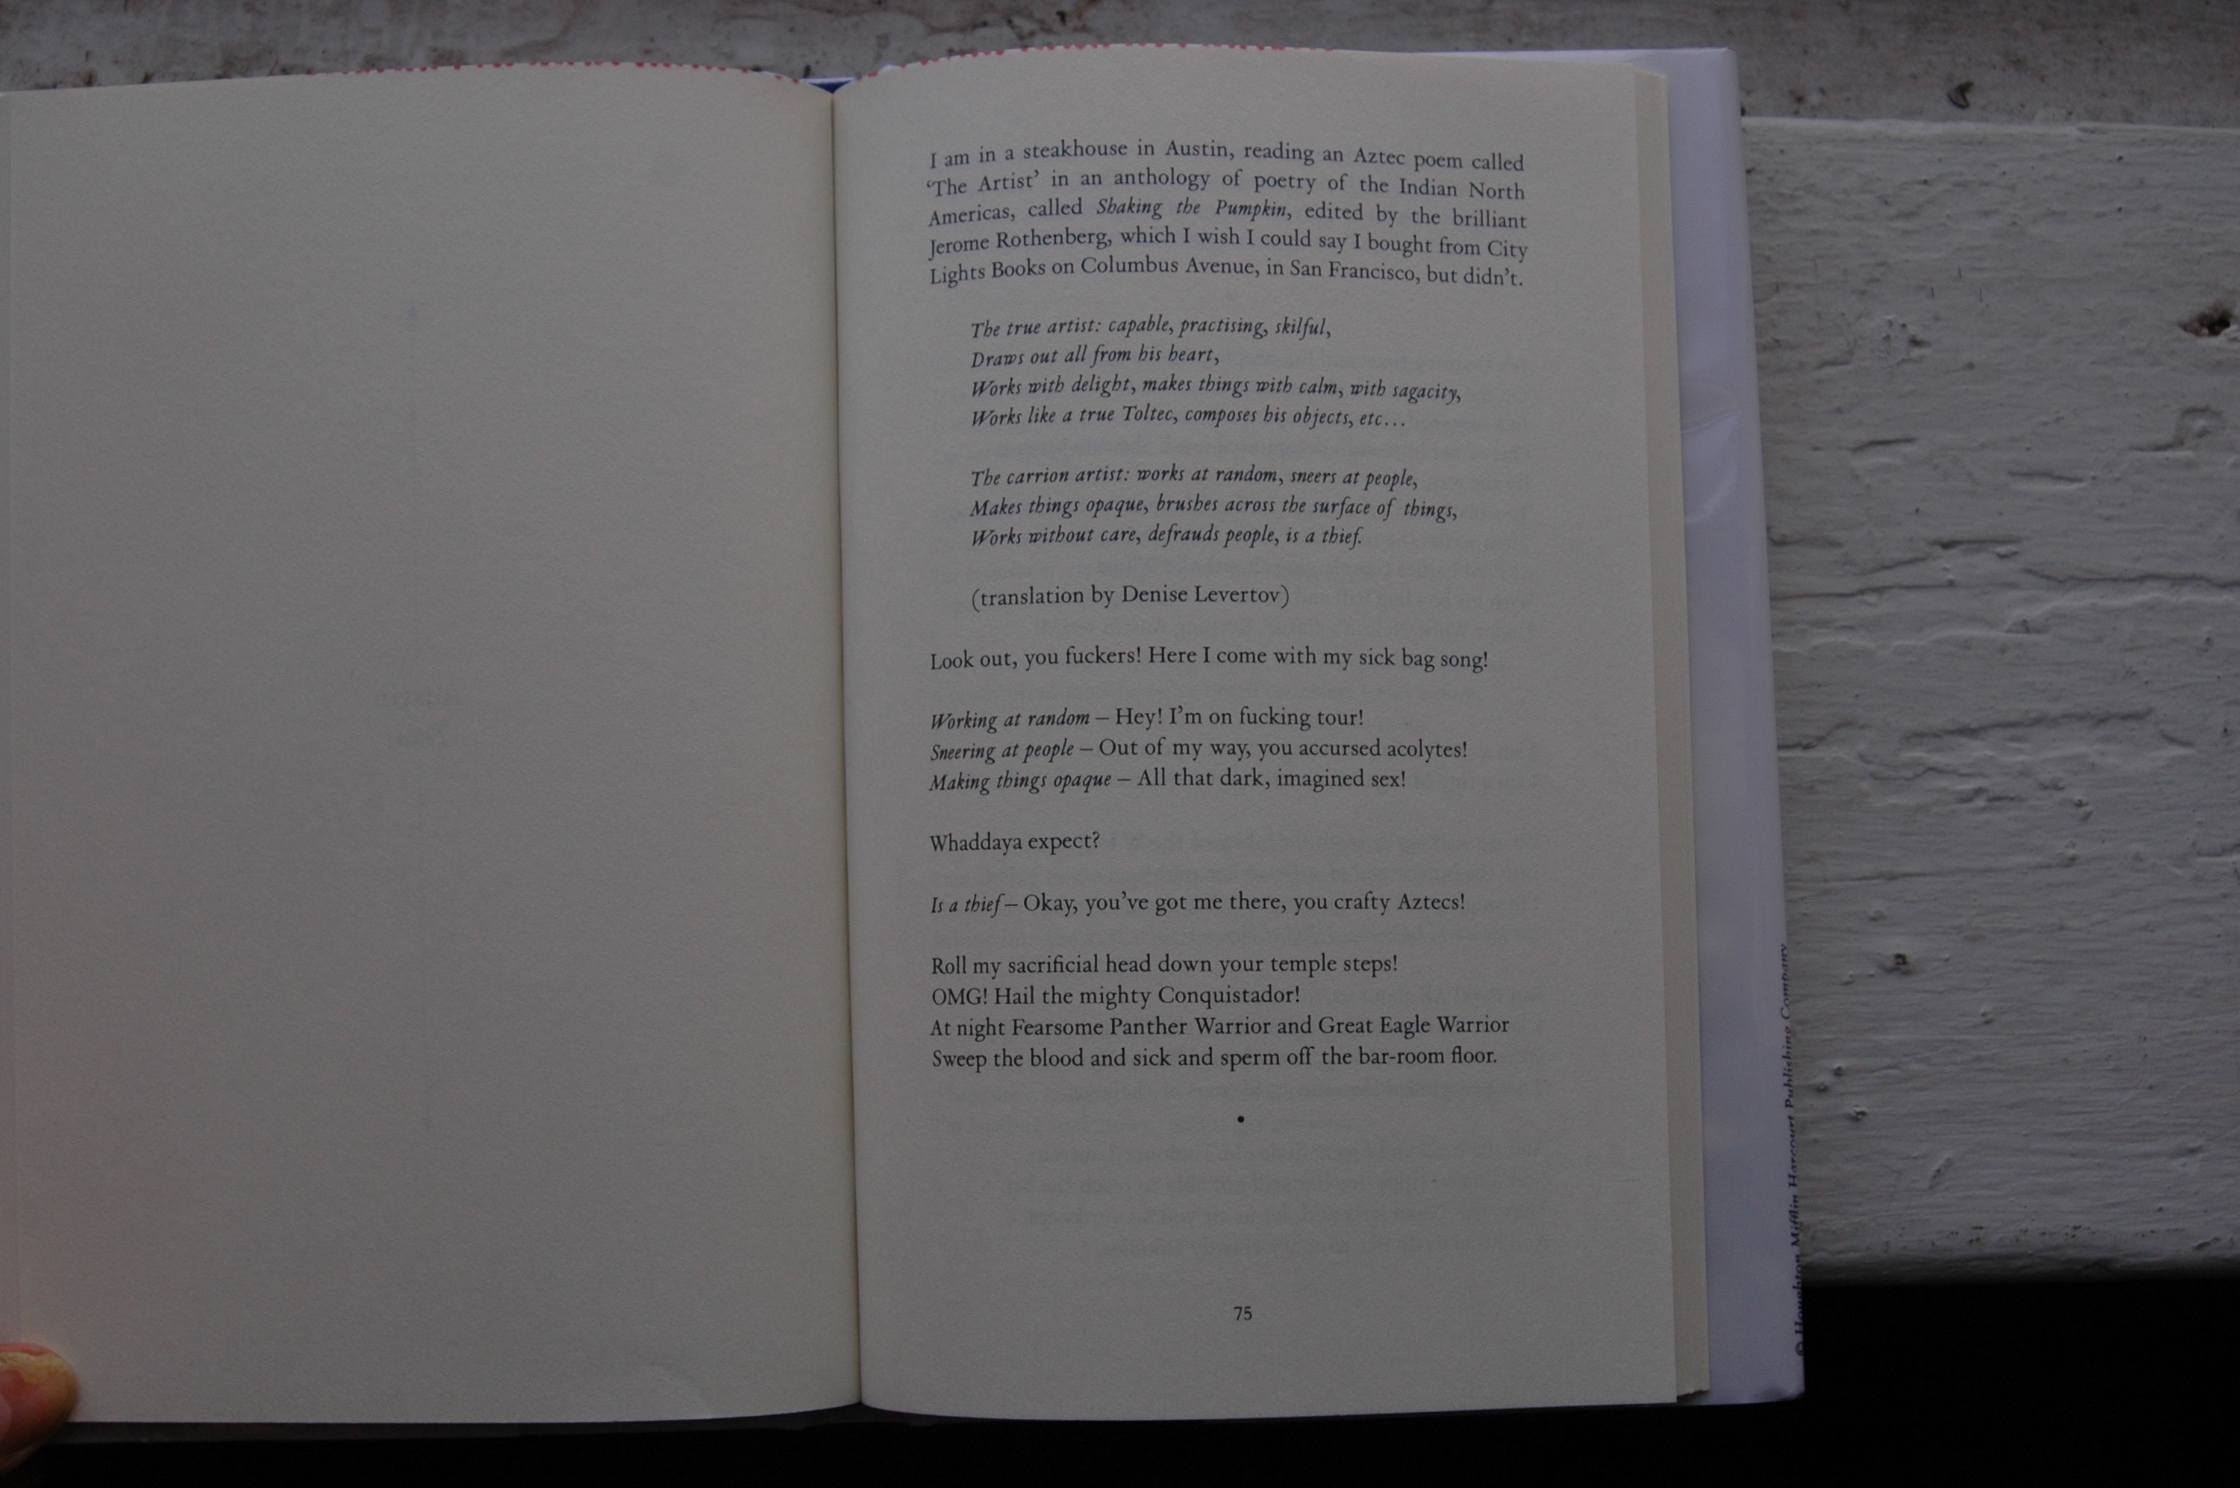 I am in a steakhouse in Austin, reading an Aztec poem called
‘The Artist’ in an anthology of poetry of the Indian North
Americas, called Shaking the Pumpkin, edited by the brilliant
Jerome Rothenberg, which I wish I could say I bought from City
Lights Books on Columbus Avenue, in San Francisco, but didn’t.
The true artist: capable, practising, skilful,
Draws out all from his heart,
Works with delight, makes things with calm, with sagacity,
Works like a true Toltec, composes his objects, etc…
The carrion artist: works at random, sneers at people,
Makes things opaque, brushes across the surface of things,
Works without care, defrauds people, is a thief.
(translation by Denise Levertov)
Look out, you fuckers! Here I come with my sick bag song!
Working at random – Hey! I’m on fucking tour!
Sneering at people – Out of my way, you accursed acolytes!
Making things opaque – All that dark, imagined sex!
Whaddaya expect?
Is a thief – Okay, you’ve got me there, you crafty Aztecs!
Roll my sacrificial head down your temple steps!
OMG! Hail the mighty Conquistador!
At night Fearsome Panther Warrior and Great Eagle Warrior
Sweep the blood and sick and sperm off the bar-room floor.
•
75
© Houghton Mifflin Harcourt Publishing Company